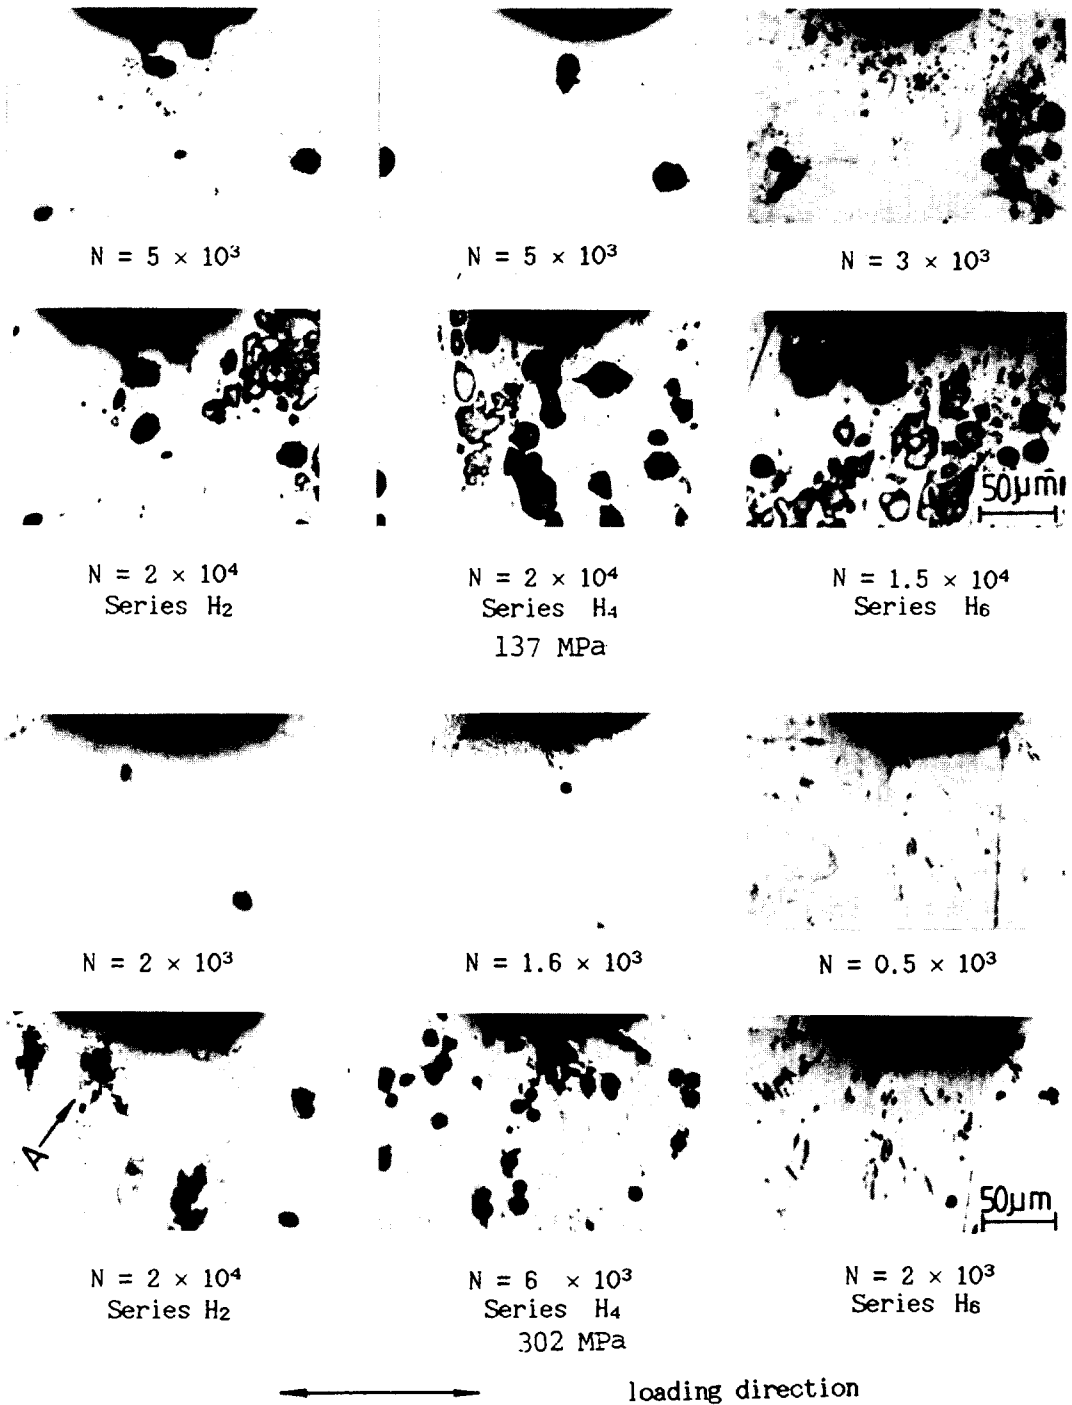 N = 5 × 10³
N = 5 × 10³
N = 3 × 10³
50µm
N = 2 × 10⁴
Series H₂
N = 2 × 10⁴
Series H₄
137 MPa
N = 1.5 × 10⁴
Series H₆
N = 2 × 10³
N = 1.6 × 10³
N = 0.5 × 10³
A
50µm
N = 2 × 10⁴
Series H₂
N = 6 × 10³
Series H₄
302 MPa
N = 2 × 10³
Series H₆
loading direction